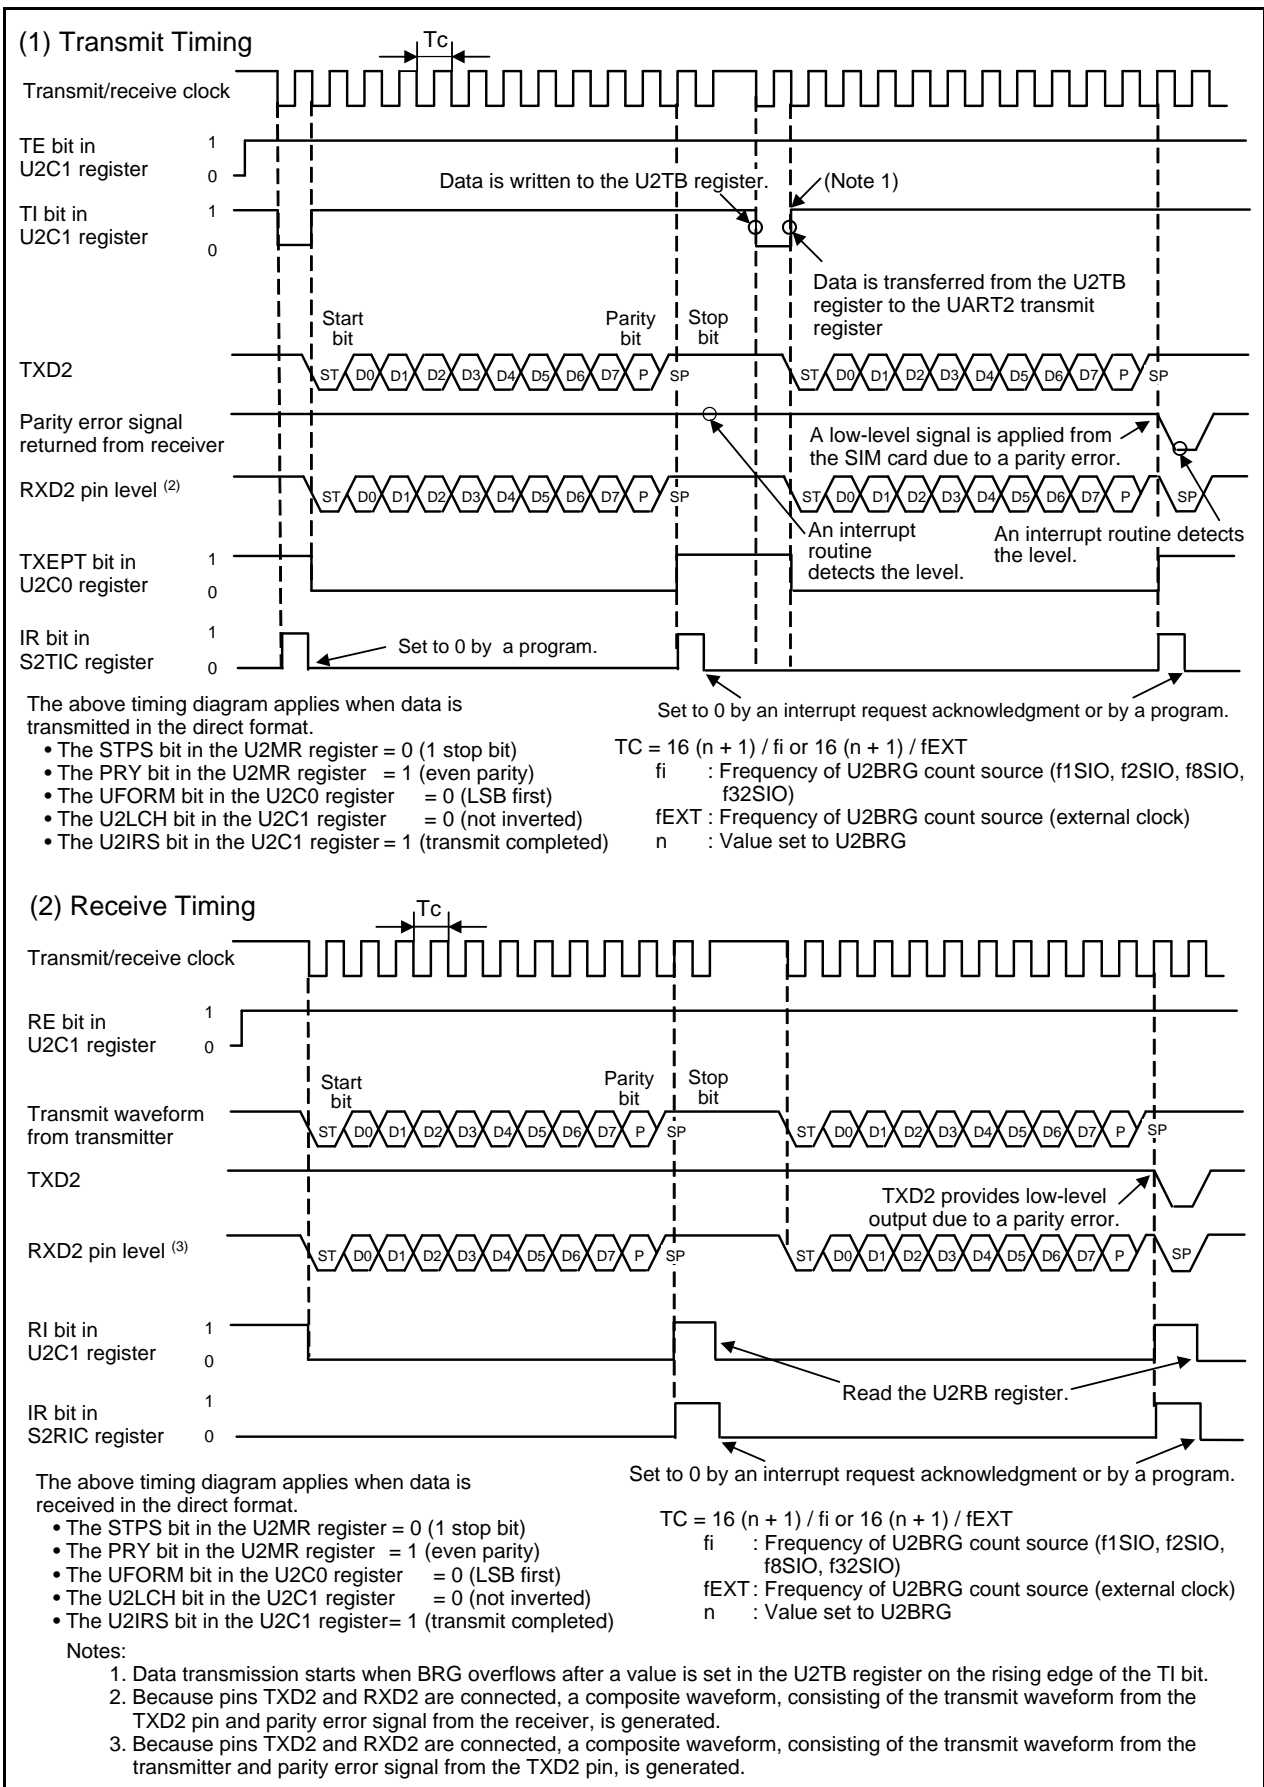 (1) Transmit Timing
Tc
Transmit/receive clock
TE bit in
U2C1 register
1
0
Data is written to the U2TB register.
(Note 1)
TI bit in
U2C1 register
1
0
Data is transferred from the U2TB
register to the UART2 transmit
register
Start
bit
Parity
bit
Stop
bit
TXD2
ST D0 D1 D2 D3 D4 D5 D6 D7 P SP
ST D0 D1 D2 D3 D4 D5 D6 D7 P SP
Parity error signal
returned from receiver
A low-level signal is applied from
the SIM card due to a parity error.
RXD2 pin level (2)
ST D0 D1 D2 D3 D4 D5 D6 D7 P SP
ST D0 D1 D2 D3 D4 D5 D6 D7 P SP
An interrupt
routine
detects the level.
An interrupt routine detects
the level.
TXEPT bit in
U2C0 register
1
0
IR bit in
S2TIC register
1
0
Set to 0 by a program.
Set to 0 by an interrupt request acknowledgment or by a program.
The above timing diagram applies when data is
transmitted in the direct format.
• The STPS bit in the U2MR register = 0 (1 stop bit)
• The PRY bit in the U2MR register = 1 (even parity)
• The UFORM bit in the U2C0 register = 0 (LSB first)
• The U2LCH bit in the U2C1 register = 0 (not inverted)
• The U2IRS bit in the U2C1 register = 1 (transmit completed)
TC = 16 (n + 1) / fi or 16 (n + 1) / fEXT
fi : Frequency of U2BRG count source (f1SIO, f2SIO, f8SIO,
f32SIO)
fEXT : Frequency of U2BRG count source (external clock)
n : Value set to U2BRG
(2) Receive Timing
Tc
Transmit/receive clock
RE bit in
U2C1 register
1
0
Start
bit
Parity
bit
Stop
bit
Transmit waveform
from transmitter
ST D0 D1 D2 D3 D4 D5 D6 D7 P SP
ST D0 D1 D2 D3 D4 D5 D6 D7 P SP
TXD2
TXD2 provides low-level
output due to a parity error.
RXD2 pin level (3)
ST D0 D1 D2 D3 D4 D5 D6 D7 P SP
ST D0 D1 D2 D3 D4 D5 D6 D7 P SP
RI bit in
U2C1 register
1
0
Read the U2RB register.
IR bit in
S2RIC register
1
0
Set to 0 by an interrupt request acknowledgment or by a program.
The above timing diagram applies when data is
received in the direct format.
• The STPS bit in the U2MR register = 0 (1 stop bit)
• The PRY bit in the U2MR register = 1 (even parity)
• The UFORM bit in the U2C0 register = 0 (LSB first)
• The U2LCH bit in the U2C1 register = 0 (not inverted)
• The U2IRS bit in the U2C1 register= 1 (transmit completed)
TC = 16 (n + 1) / fi or 16 (n + 1) / fEXT
fi : Frequency of U2BRG count source (f1SIO, f2SIO,
f8SIO, f32SIO)
fEXT : Frequency of U2BRG count source (external clock)
n : Value set to U2BRG
Notes:
1. Data transmission starts when BRG overflows after a value is set in the U2TB register on the rising edge of the TI bit.
2. Because pins TXD2 and RXD2 are connected, a composite waveform, consisting of the transmit waveform from the
TXD2 pin and parity error signal from the receiver, is generated.
3. Because pins TXD2 and RXD2 are connected, a composite waveform, consisting of the transmit waveform from the
transmitter and parity error signal from the TXD2 pin, is generated.